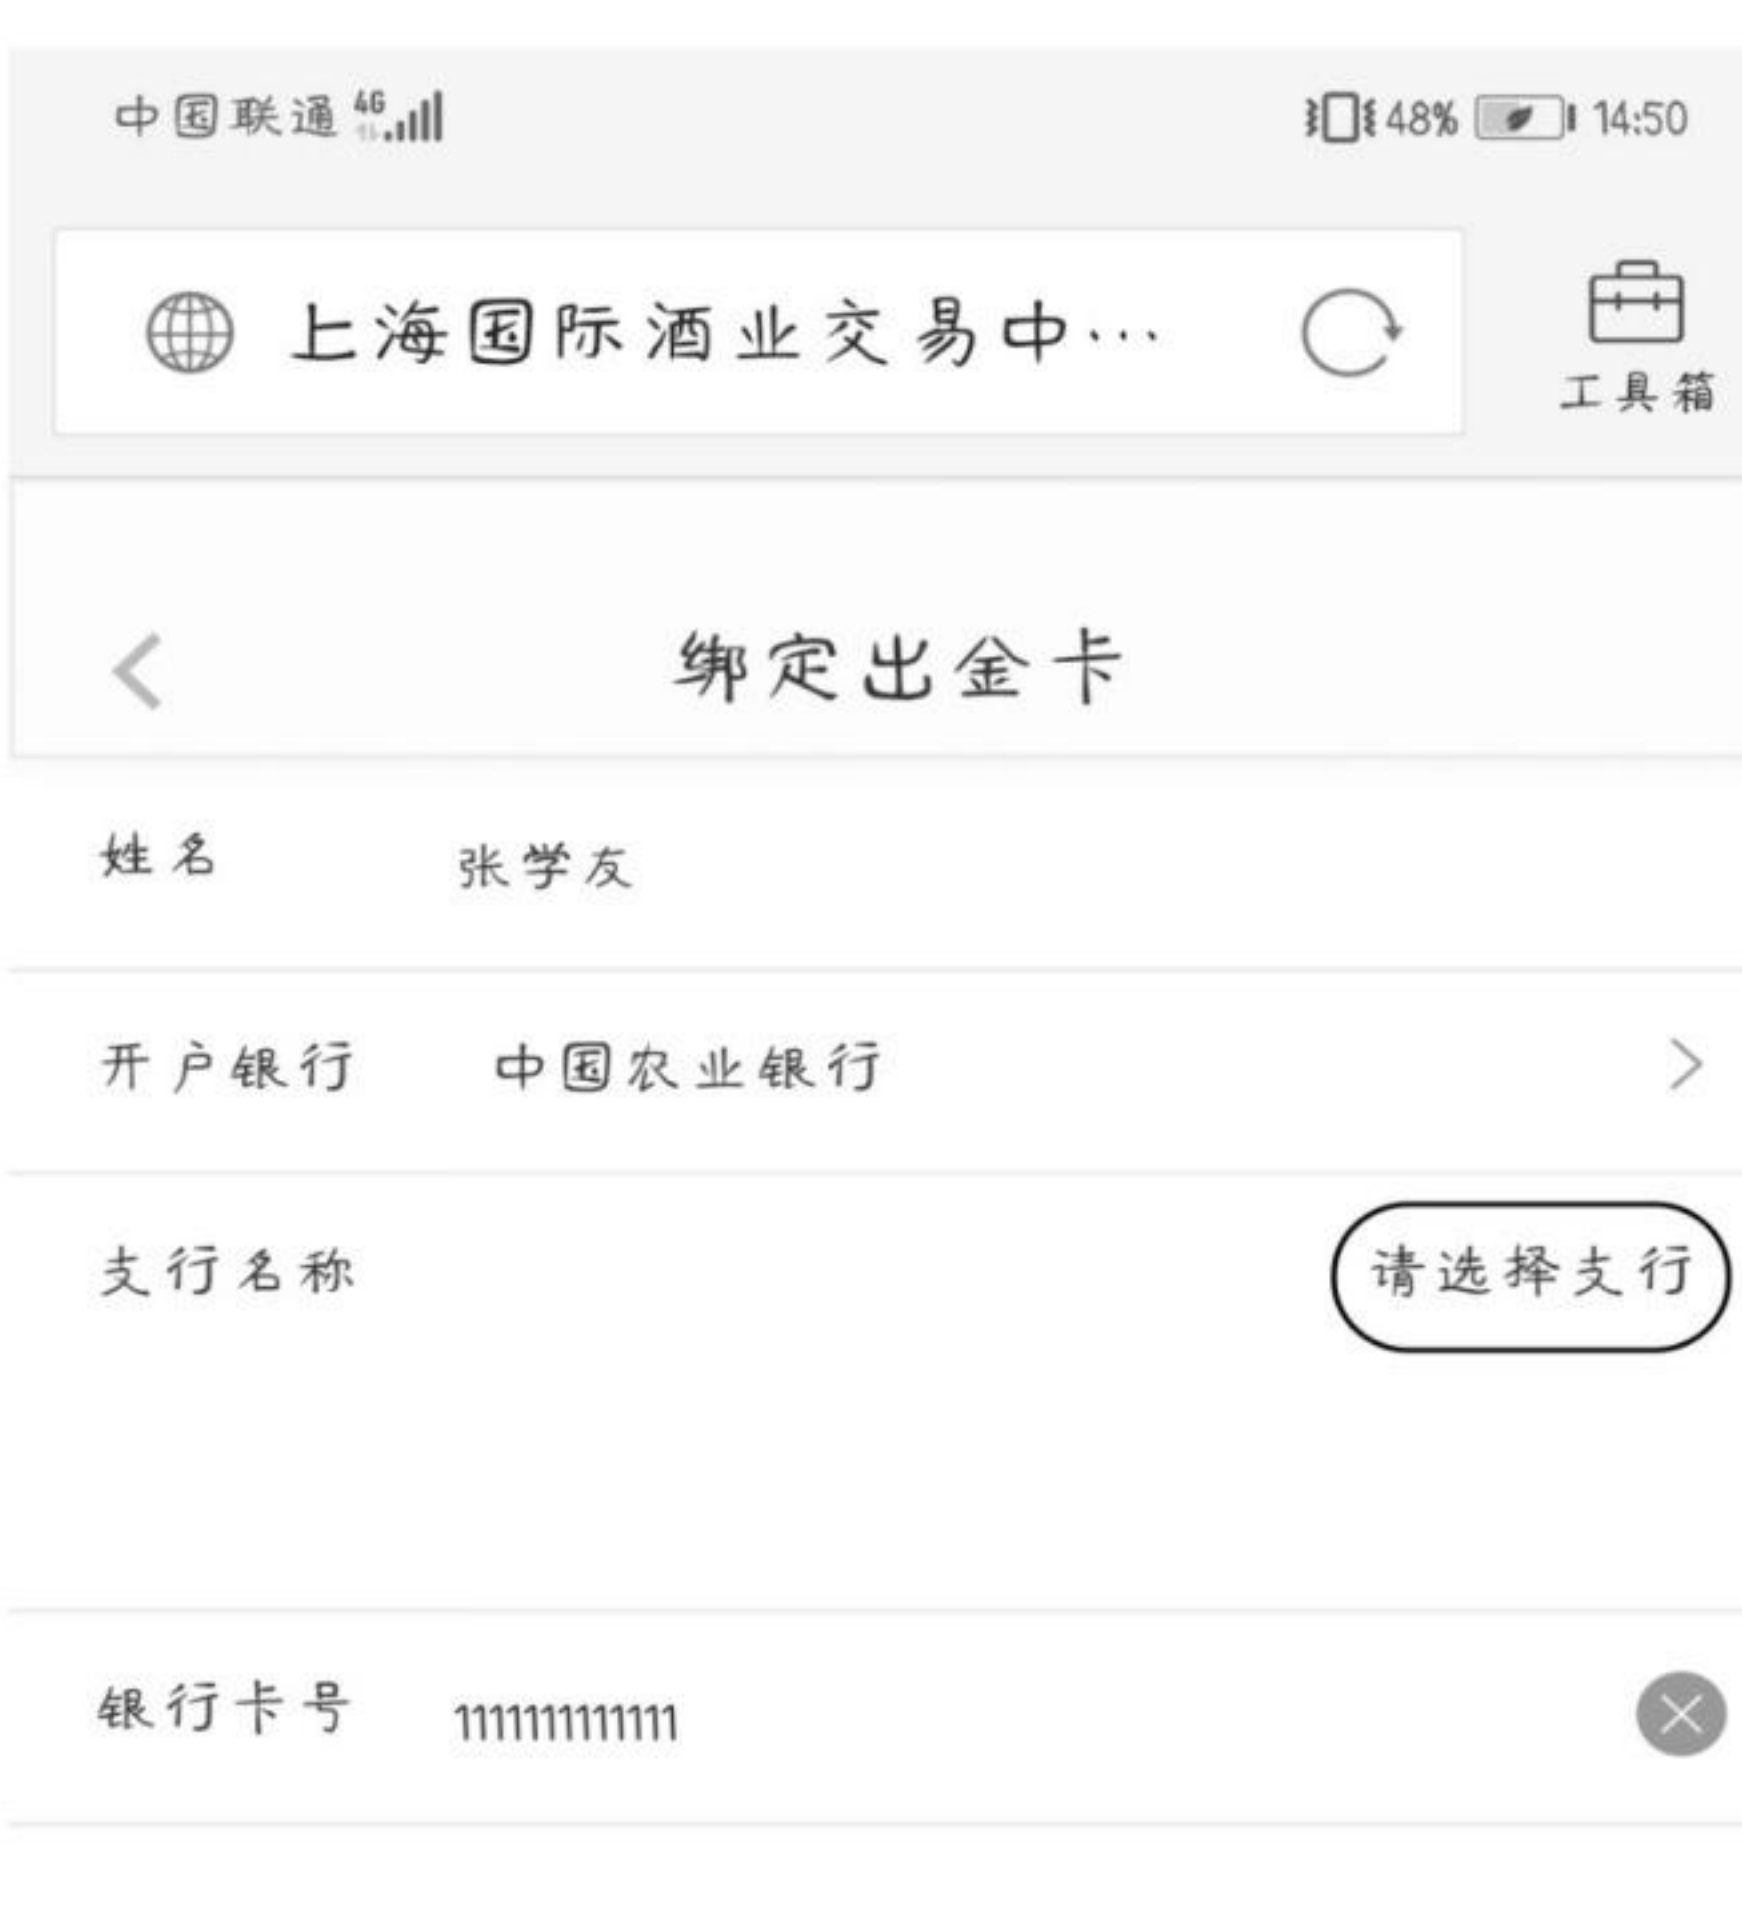 中国联通 4G 48% 14:50
上海国际酒业交易中…
工具箱
绑定出金卡
姓名 张学友
开户银行 中国农业银行
支行名称 请选择支行
银行卡号 1111111111111